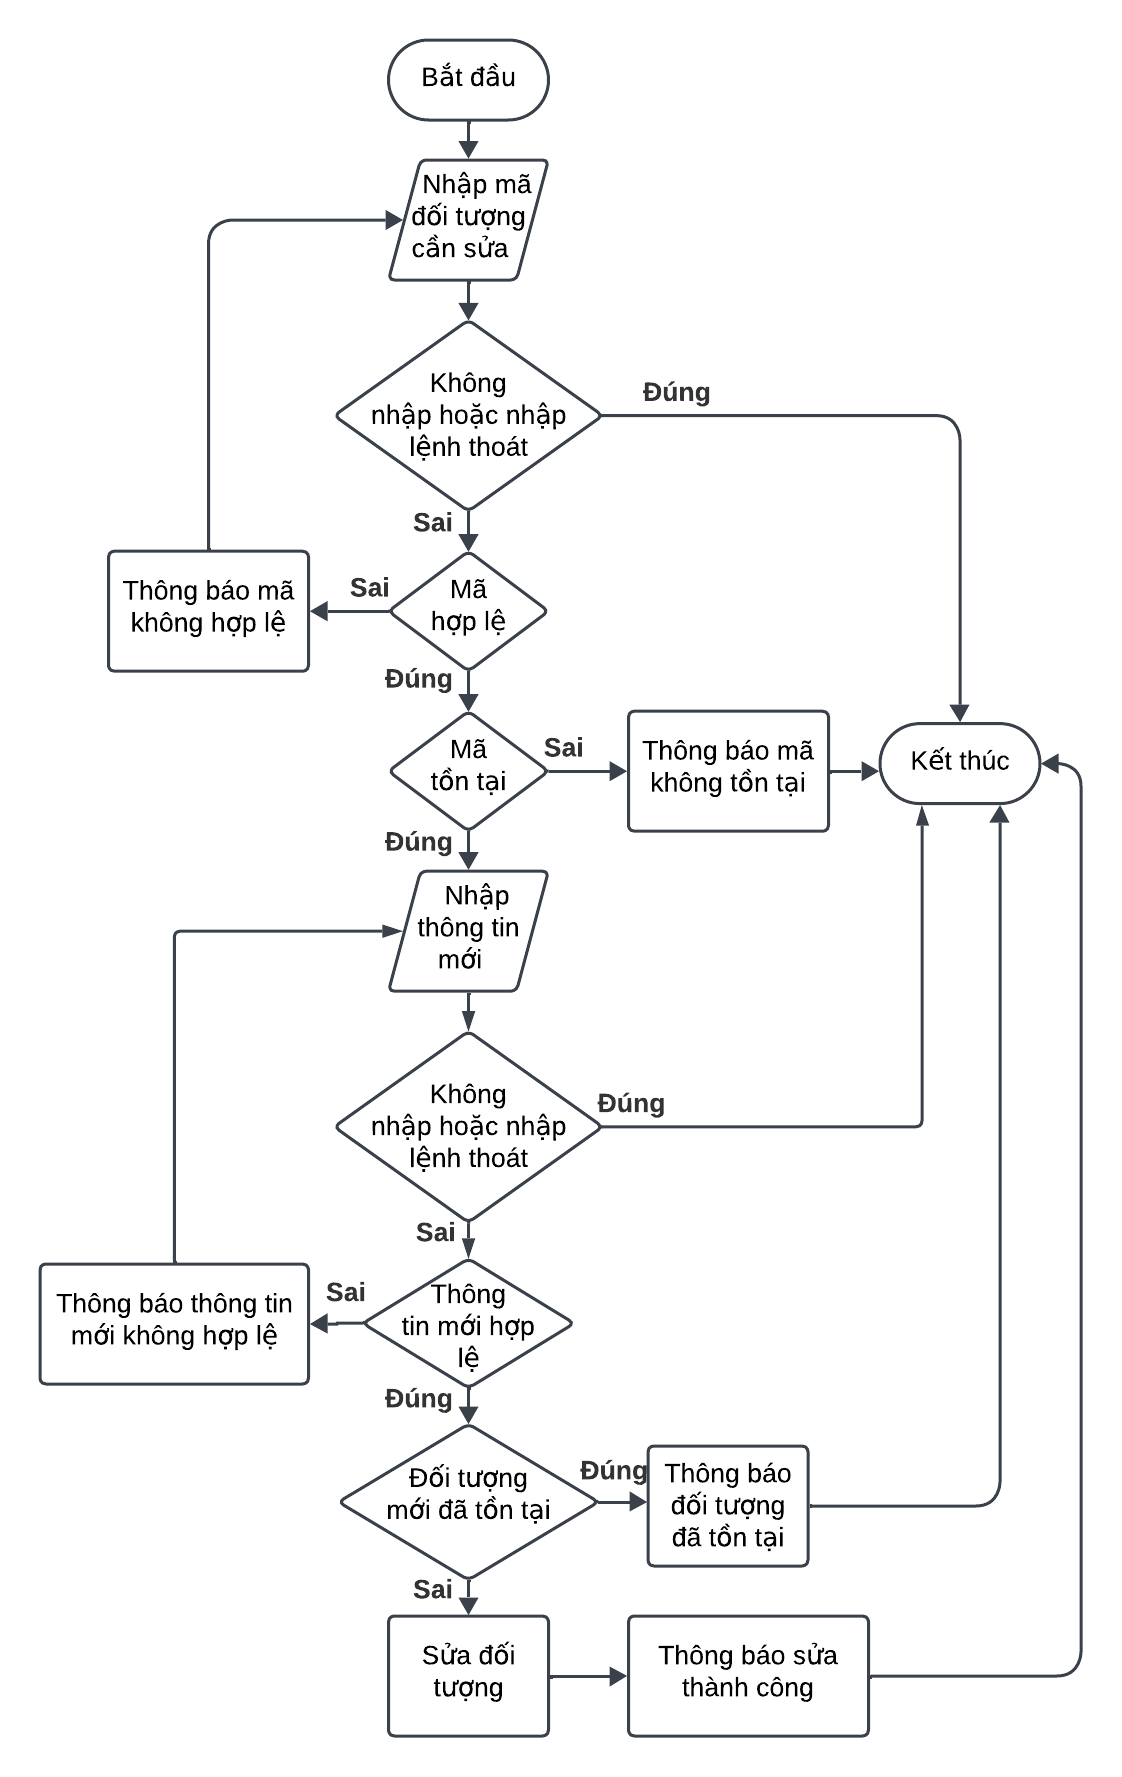 Bắt đầu
Nhập mã
đối tượng
cần sửa
Không
nhập hoặc nhập
lệnh thoát
Đúng
Sai
Mã
hợp lệ
Sai
Thông báo mã
không hợp lệ
Đúng
Mã
tồn tại
Sai
Thông báo mã
không tồn tại
Kết thúc
Đúng
Nhập
thông tin
mới
Không
nhập hoặc nhập
lệnh thoát
Đúng
Sai
Thông
tin mới hợp
lệ
Sai
Thông báo thông tin
mới không hợp lệ
Đúng
Đối tượng
mới đã tồn tại
Đúng
Thông báo
đối tượng
đã tồn tại
Sai
Sửa đối
tượng
Thông báo sửa
thành công